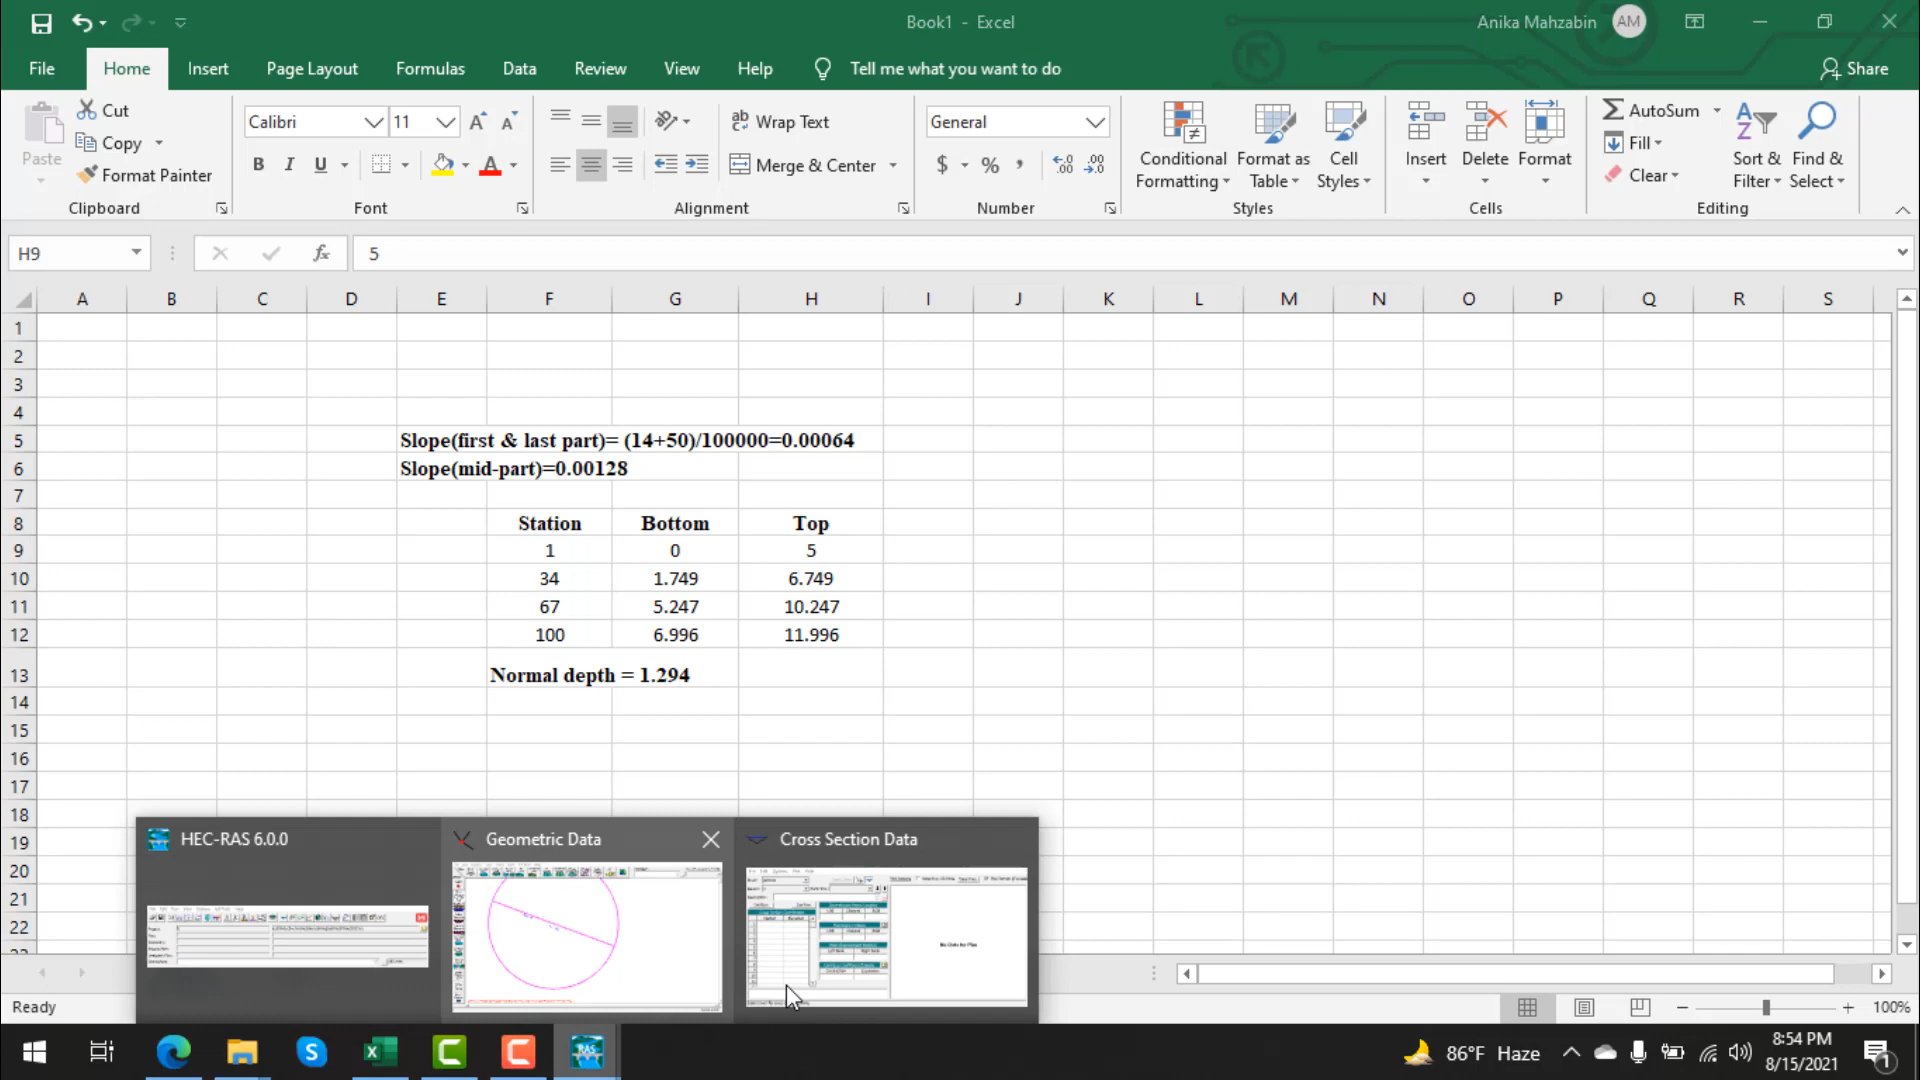 Book1 - Excel
Anika Mahzabin
AM
File
Home
Insert
Page Layout
Formulas
Data
Review
View
Help
Tell me what you want to do
Share
Paste
Cut
Copy
Format Painter
Clipboard
Calibri
11
B I U
A
Font
Wrap Text
Merge & Center
Alignment
General
$ % ,
Number
Conditional
Formatting
Format as
Table
Cell
Styles
Styles
Insert
Delete
Format
Cells
AutoSum
Fill
Clear
Sort &
Filter
Find &
Select
Editing
H9
fx
5
A B C D E F G H I J K L M N O P Q R S
1
2
3
4
5 Slope(first & last part)= (14+50)/100000=0.00064
6 Slope(mid-part)=0.00128
7
8 Station Bottom Top
9 1 0 5
10 34 1.749 6.749
11 67 5.247 10.247
12 100 6.996 11.996
13 Normal depth = 1.294
14
15
16
17
18
19
20
21
22
HEC-RAS 6.0.0
Geometric Data
Cross Section Data
No Data for Plot
Ready
100%
86°F Haze
8:54 PM
8/15/2021
1